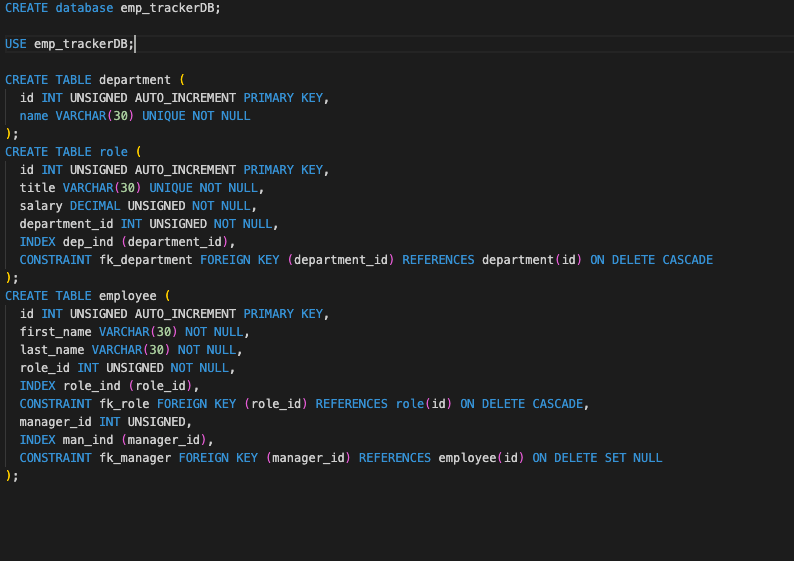 CREATE database emp_trackerDB;
USE emp_trackerDB;
CREATE TABLE department (
id INT UNSIGNED AUTO_INCREMENT PRIMARY KEY,
name VARCHAR(30) UNIQUE NOT NULL
);
CREATE TABLE role (
id INT UNSIGNED AUTO_INCREMENT PRIMARY KEY,
title VARCHAR(30) UNIQUE NOT NULL,
salary DECIMAL UNSIGNED NOT NULL,
department_id INT UNSIGNED NOT NULL,
INDEX dep_ind (department_id),
CONSTRAINT fk_department FOREIGN KEY (department_id) REFERENCES department(id) ON DELETE CASCADE
);
CREATE TABLE employee (
id INT UNSIGNED AUTO_INCREMENT PRIMARY KEY,
first_name VARCHAR(30) NOT NULL,
last_name VARCHAR(30) NOT NULL,
role_id INT UNSIGNED NOT NULL,
INDEX role_ind (role_id),
CONSTRAINT fk_role FOREIGN KEY (role_id) REFERENCES role(id) ON DELETE CASCADE,
manager_id INT UNSIGNED,
INDEX man_ind (manager_id),
CONSTRAINT fk_manager FOREIGN KEY (manager_id) REFERENCES employee(id) ON DELETE SET NULL
);